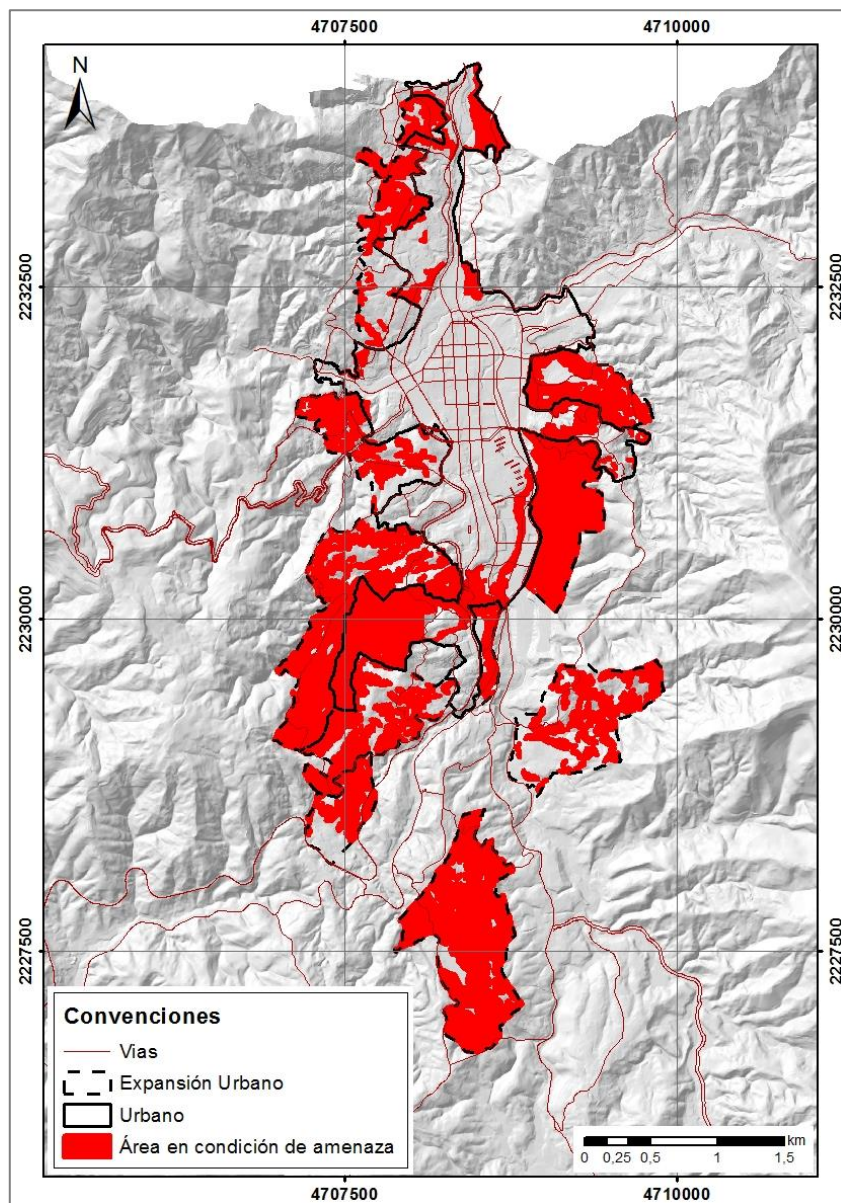 4707500 4710000
N
2232500 2232500
2230000 2230000
2227500 2227500
Convenciones
Vias
Expansión Urbano
Urbano
Área en condición de amenaza
km
0 0,25 0,5 1 1,5
4707500 4710000